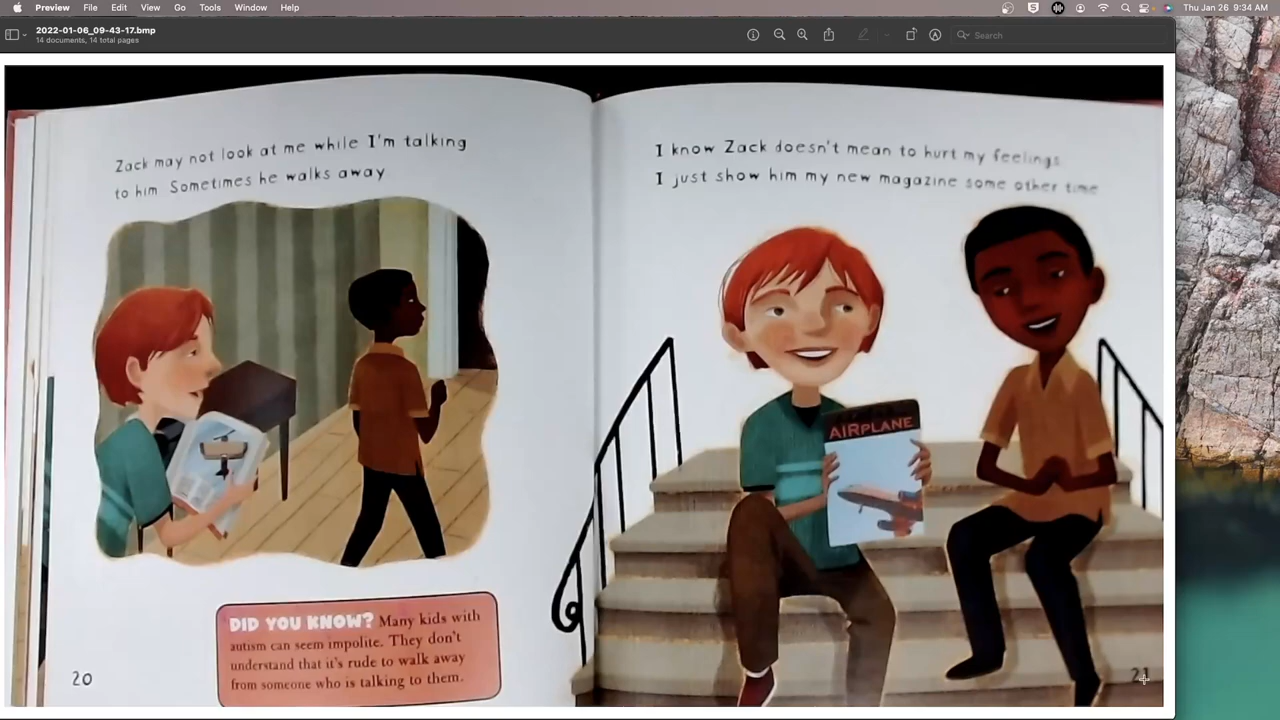 Preview File Edit View Go Tools Window Help
Thu Jan 26 9:34 AM
2022-01-06_09-43-17.bmp
14 documents, 14 total pages
Search
Zack may not look at me while I'm talking
to him Sometimes he walks away
DID YOU KNOW? Many kids with
autism can seem impolite. They don't
understand that it's rude to walk away
from someone who is talking to them.
20
I know Zack doesn't mean to hurt my feelings
I just show him my new magazine some other time
AIRPLANE
21